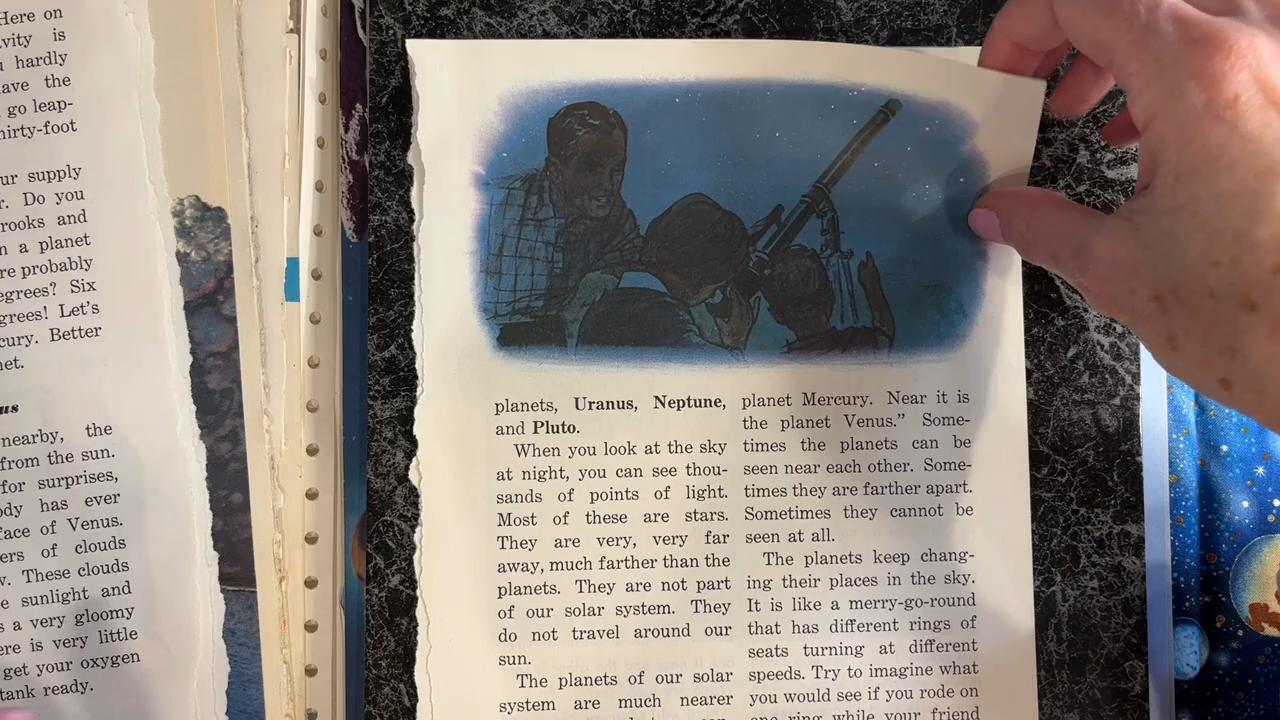 Here on
vity is
hardly
ave the
go leap-
hirty-foot
ur supply
r. Do you
rooks and
n a planet
re probably
egrees? Six
grees! Let's
cury. Better
net.
us
nearby, the
from the sun.
for surprises,
ody has ever
face of Venus.
ers of clouds
These clouds
e sunlight and
s a very gloomy
ere is very little
get your oxygen
tank ready.
planets, Uranus, Neptune,
and Pluto.
When you look at the sky
at night, you can see thou-
sands of points of light.
Most of these are stars.
They are very, very far
away, much farther than the
planets. They are not part
of our solar system. They
do not travel around our
sun.
The planets of our solar
system are much nearer
planet Mercury. Near it is
the planet Venus." Some-
times the planets can be
seen near each other. Some-
times they are farther apart.
Sometimes they cannot be
seen at all.
The planets keep chang-
ing their places in the sky.
It is like a merry-go-round
that has different rings of
seats turning at different
speeds. Try to imagine what
you would see if you rode on
one ring while your friend